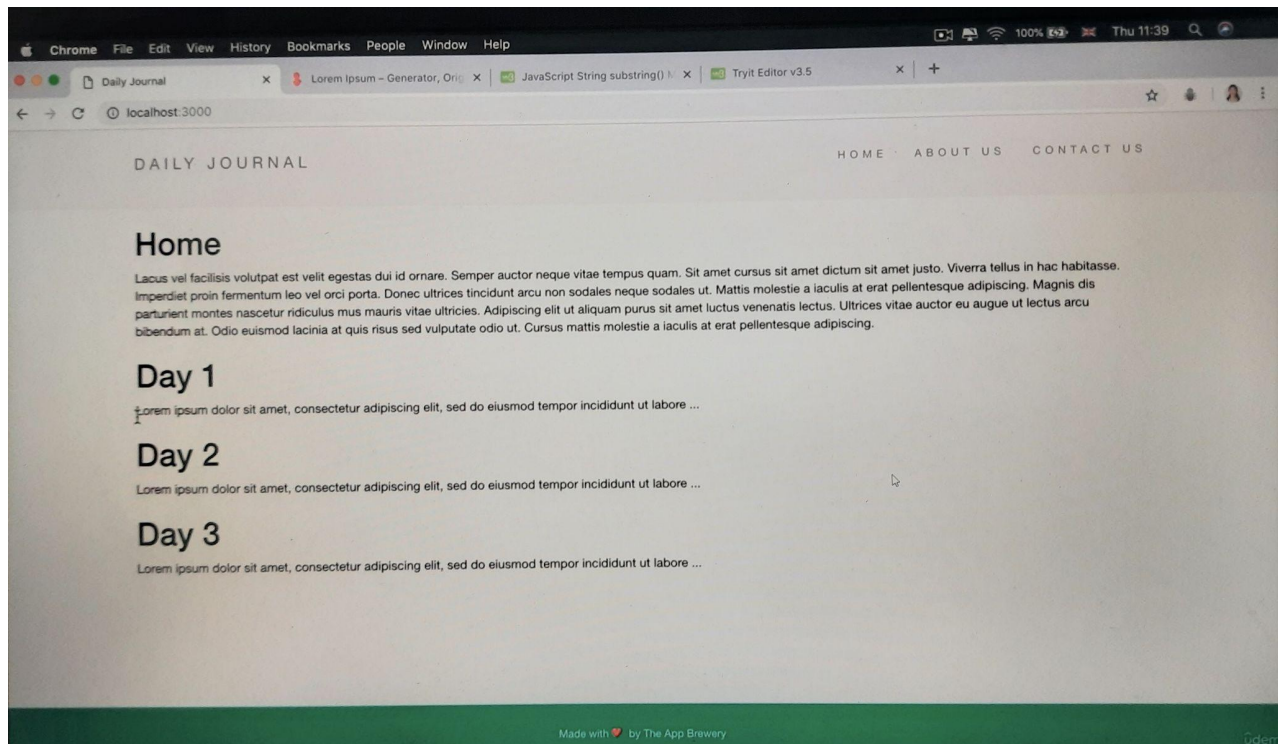 Chrome File Edit View History Bookmarks People Window Help 100% Thu 11:39
Daily Journal Lorem Ipsum – Generator, Orig JavaScript String substring() M Tryit Editor v3.5
localhost:3000
DAILY JOURNAL HOME ABOUT US CONTACT US
Home
Lacus vel facilisis volutpat est velit egestas dui id ornare. Semper auctor neque vitae tempus quam. Sit amet cursus sit amet dictum sit amet justo. Viverra tellus in hac habitasse.
Imperdiet proin fermentum leo vel orci porta. Donec ultrices tincidunt arcu non sodales neque sodales ut. Mattis molestie a iaculis at erat pellentesque adipiscing. Magnis dis
parturient montes nascetur ridiculus mus mauris vitae ultricies. Adipiscing elit ut aliquam purus sit amet luctus venenatis lectus. Ultrices vitae auctor eu augue ut lectus arcu
bibendum at. Odio euismod lacinia at quis risus sed vulputate odio ut. Cursus mattis molestie a iaculis at erat pellentesque adipiscing.
Day 1
Lorem ipsum dolor sit amet, consectetur adipiscing elit, sed do eiusmod tempor incididunt ut labore ...
Day 2
Lorem ipsum dolor sit amet, consectetur adipiscing elit, sed do eiusmod tempor incididunt ut labore ...
Day 3
Lorem ipsum dolor sit amet, consectetur adipiscing elit, sed do eiusmod tempor incididunt ut labore ...
Made with ❤️ by The App Brewery